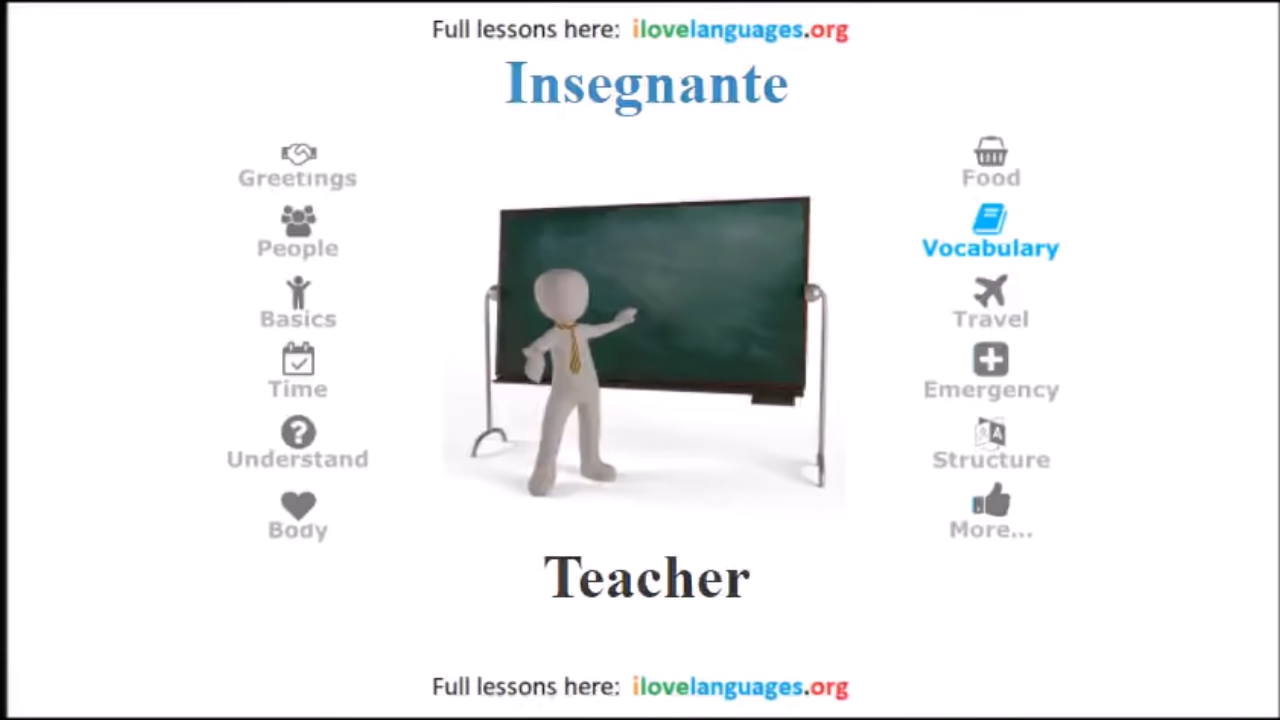 Full lessons here: ilovelanguages.org
Insegnante
Greetings
People
Basics
Time
Understand
Body
Food
Vocabulary
Travel
Emergency
Structure
More...
Teacher
Full lessons here: ilovelanguages.org